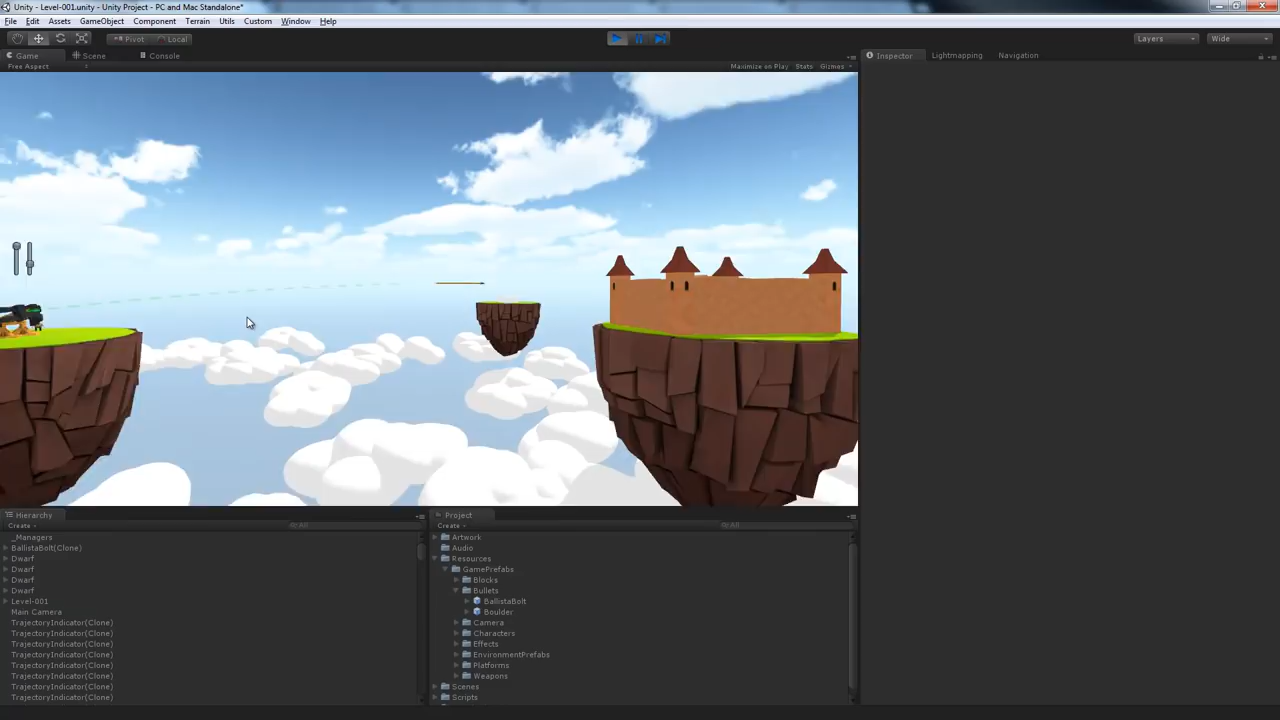 Unity - Level-001.unity - Unity Project - PC and Mac Standalone*
File Edit Assets GameObject Component Terrain Utils Custom Window Help
Pivot Local Layers Wide
Game Scene Console Inspector Lightmapping Navigation
Free Aspect Maximize on Play Stats Gizmos
Hierarchy
Create All
_Managers
BallistaBolt(Clone)
Dwarf
Dwarf
Dwarf
Dwarf
Level-001
Main Camera
TrajectoryIndicator(Clone)
TrajectoryIndicator(Clone)
TrajectoryIndicator(Clone)
TrajectoryIndicator(Clone)
TrajectoryIndicator(Clone)
TrajectoryIndicator(Clone)
TrajectoryIndicator(Clone)
TrajectoryIndicator(Clone)
Project
Create All
Artwork
Audio
Resources
GamePrefabs
Blocks
Bullets
BallistaBolt
Boulder
Camera
Characters
Effects
EnvironmentPrefabs
Platforms
Weapons
Scenes
Scripts